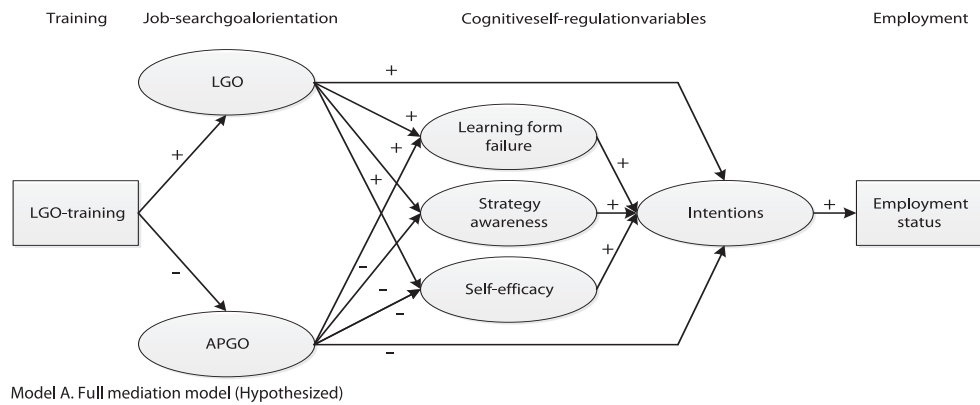 Training Job-searchgoalorientation Cognitiveself-regulationvariables Employment
LGO
+
+
Learning form
failure
+
+
+
+
LGO-training
Strategy
awareness
+
Intentions
+
Employment
status
+
–
–
–
–
Self-efficacy
APGO
–
Model A. Full mediation model (Hypothesized)